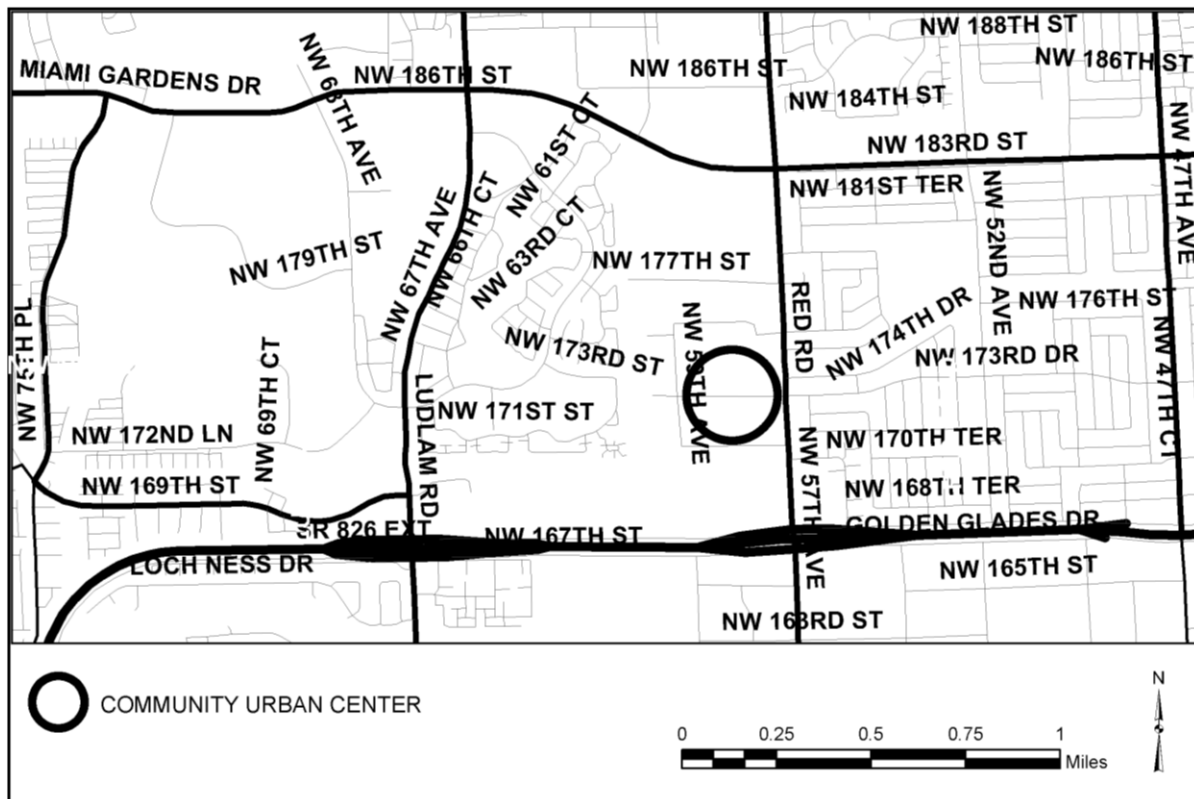 NW 188TH ST
NW 186TH ST
MIAMI GARDENS DR
NW 68TH AVE
NW 186TH ST
NW 186TH ST
NW 184TH ST
NW 183RD ST
NW 47TH AVE
NW 61ST CT
NW 66TH CT
NW 63RD CT
NW 67TH AVE
NW 181ST TER
NW 52ND AVE
NW 179TH ST
NW 177TH ST
RED RD
NW 174TH DR
NW 176TH ST
NW 75TH PL
NW 69TH CT
NW 173RD ST
NW 59TH AVE
NW 173RD DR
NW 47TH CT
NW 172ND LN
LUDLAM RD
NW 171ST ST
NW 57TH AVE
NW 170TH TER
NW 169TH ST
NW 168TH TER
SR 826 EXT
NW 167TH ST
GOLDEN GLADES DR
LOCH NESS DR
NW 165TH ST
NW 163RD ST
COMMUNITY URBAN CENTER
N
0 0.25 0.5 0.75 1
Miles